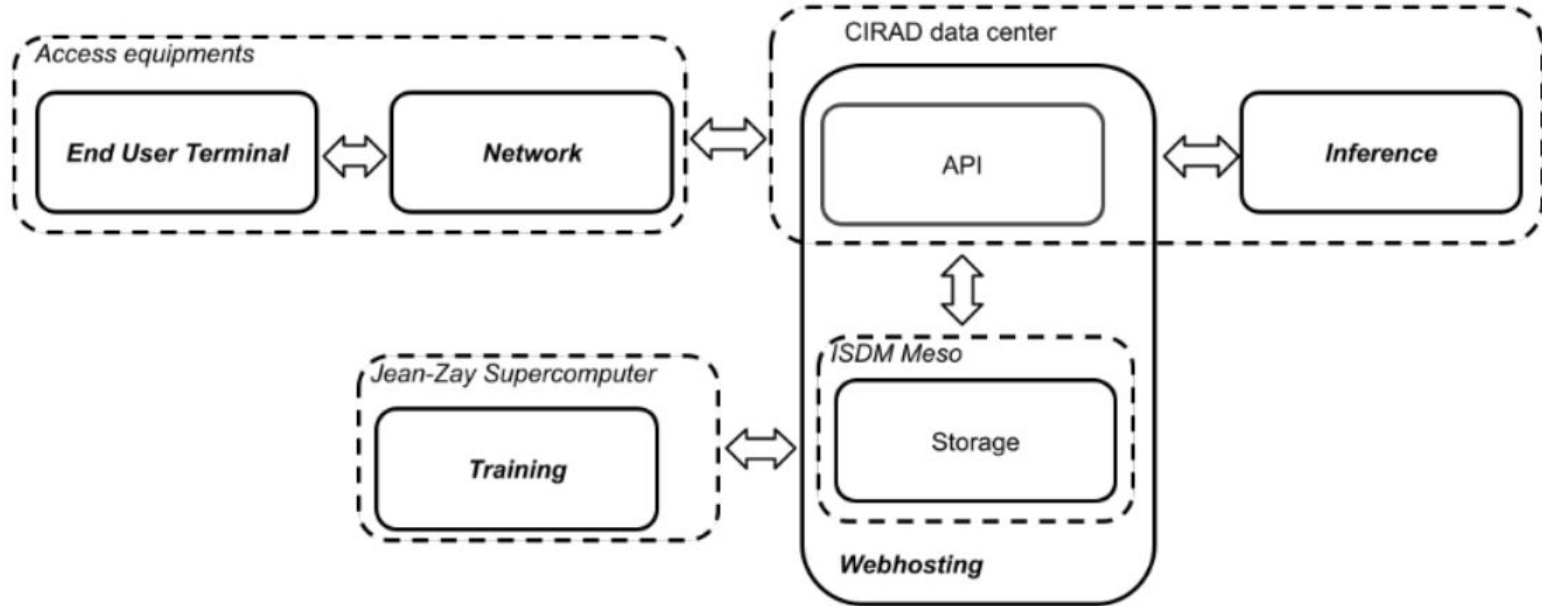 Access equipments
End User Terminal
Network
CIRAD data center
API
Inference
Jean-Zay Supercomputer
Training
ISDM Meso
Storage
Webhosting